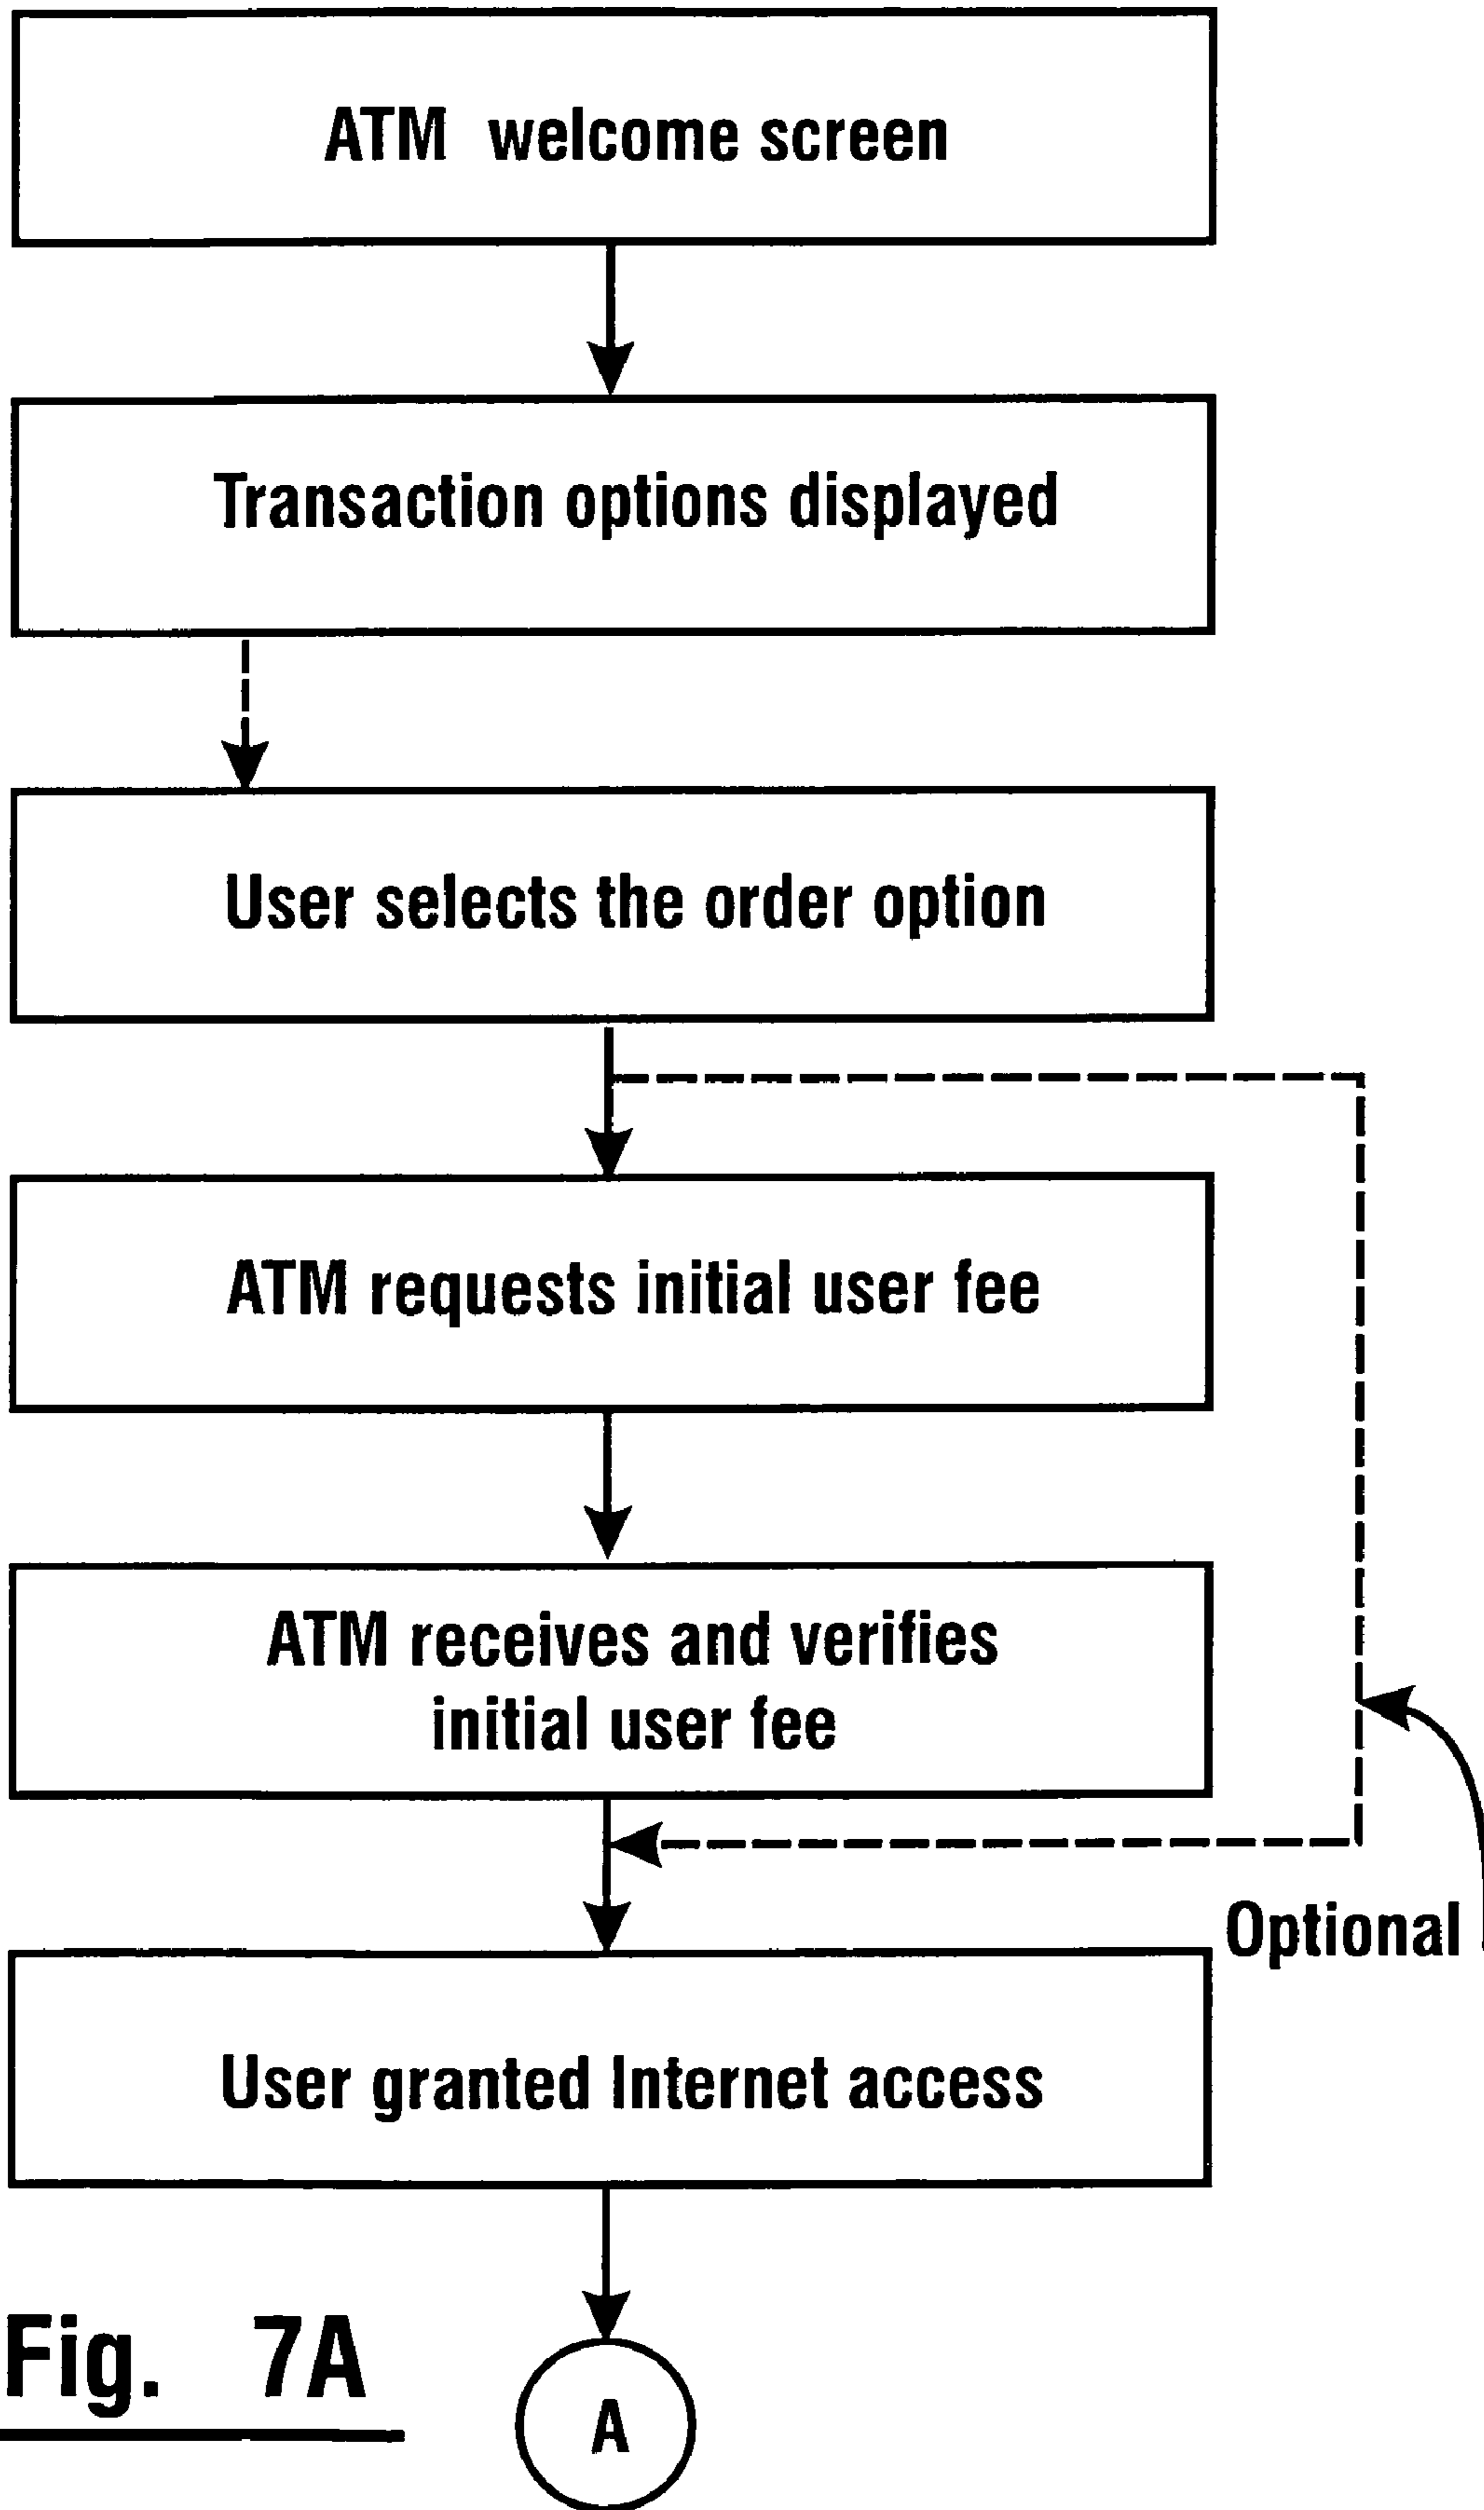 ATM welcome screen
Transaction options displayed
User selects the order option
ATM requests initial user fee
ATM receives and verifies
initial user fee
Optional
User granted Internet access
Fig. 7A
A